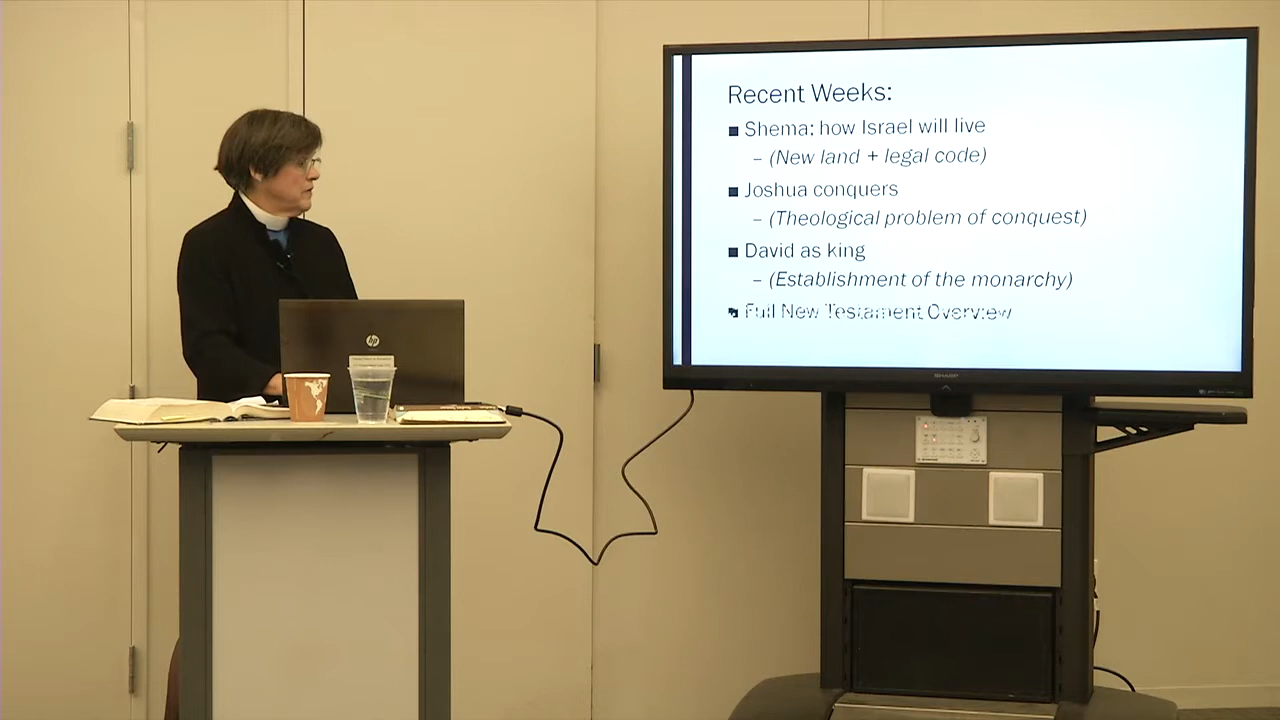 Recent Weeks:
■ Shema: how Israel will live
– (New land + legal code)
■ Joshua conquers
– (Theological problem of conquest)
■ David as king
– (Establishment of the monarchy)
■ Full New Testament Overview
SHARP
hp